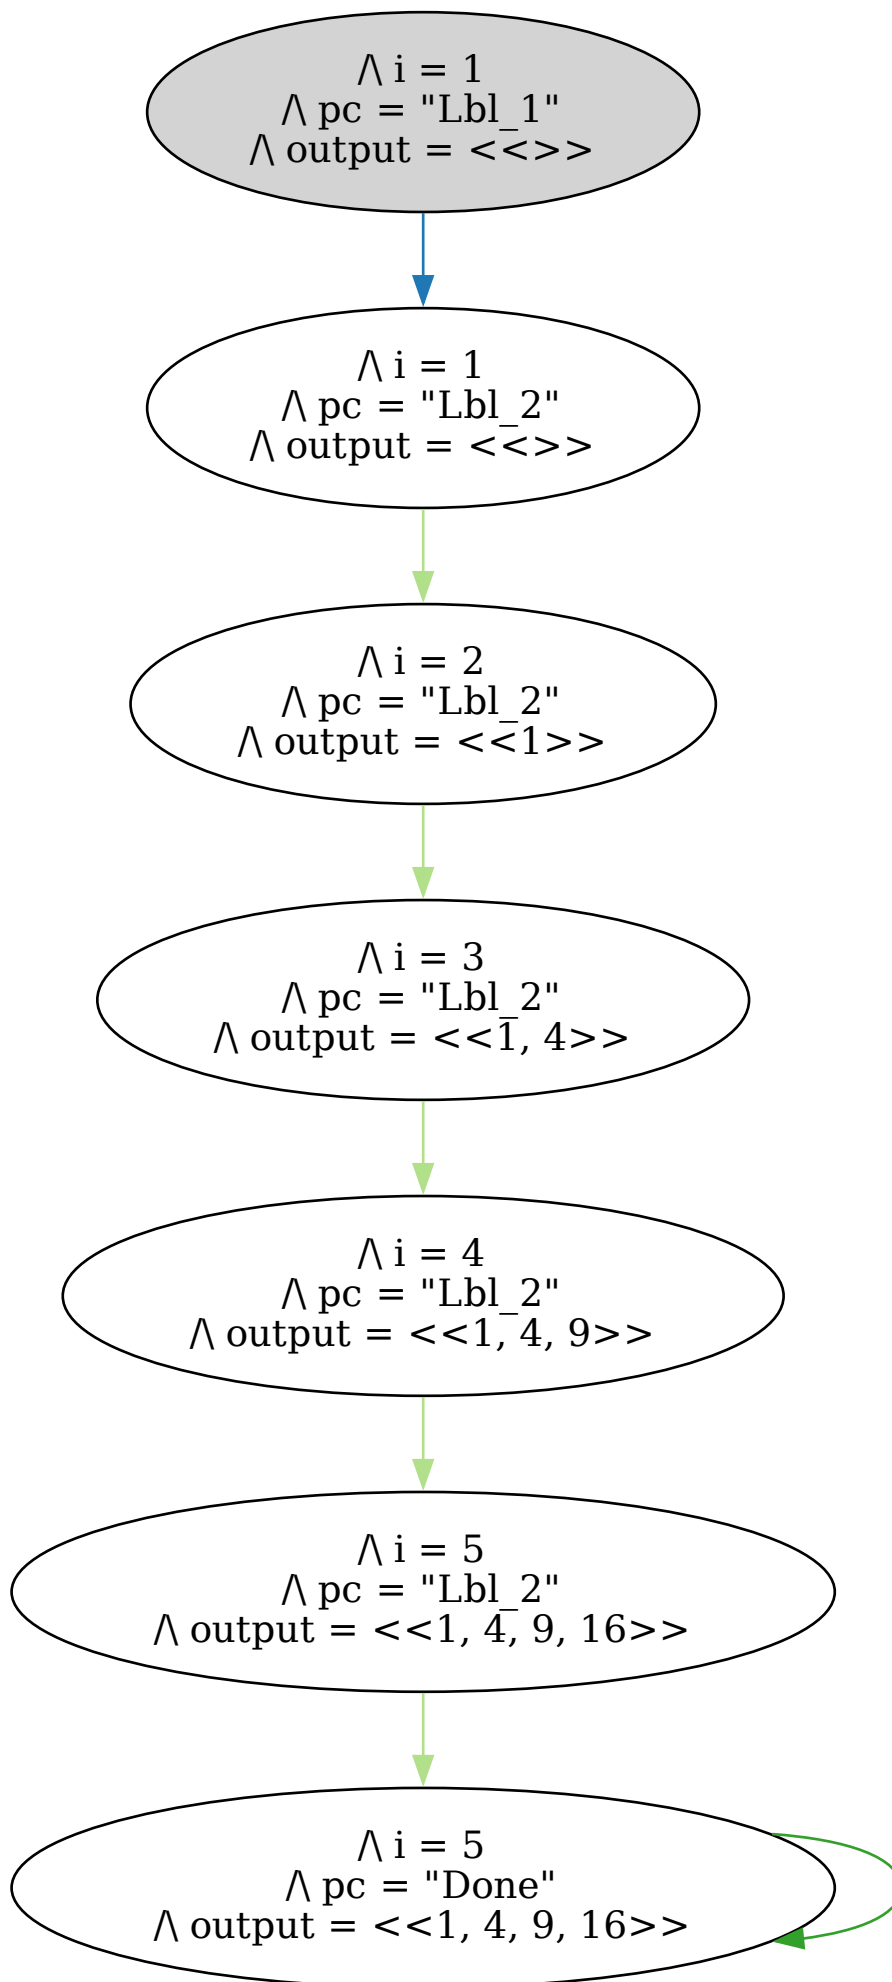 /\ i = 1
/\ pc = "Lbl_1"
/\ output = <<>>
/\ i = 1
/\ pc = "Lbl_2"
/\ output = <<>>
/\ i = 2
/\ pc = "Lbl_2"
/\ output = <<1>>
/\ i = 3
/\ pc = "Lbl_2"
/\ output = <<1, 4>>
/\ i = 4
/\ pc = "Lbl_2"
/\ output = <<1, 4, 9>>
/\ i = 5
/\ pc = "Lbl_2"
/\ output = <<1, 4, 9, 16>>
/\ i = 5
/\ pc = "Done"
/\ output = <<1, 4, 9, 16>>